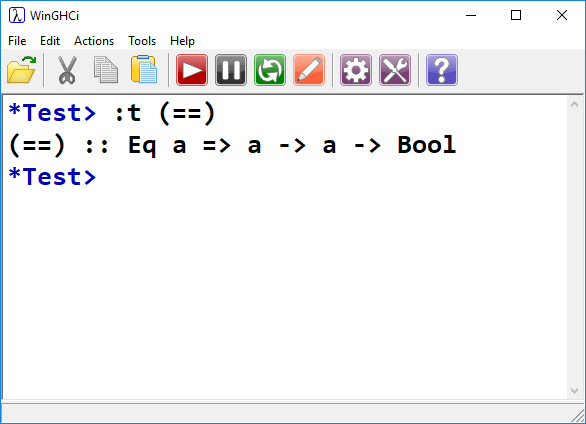 WinGHCi
File Edit Actions Tools Help
*Test> :t (==)
(==) :: Eq a => a -> a -> Bool
*Test>